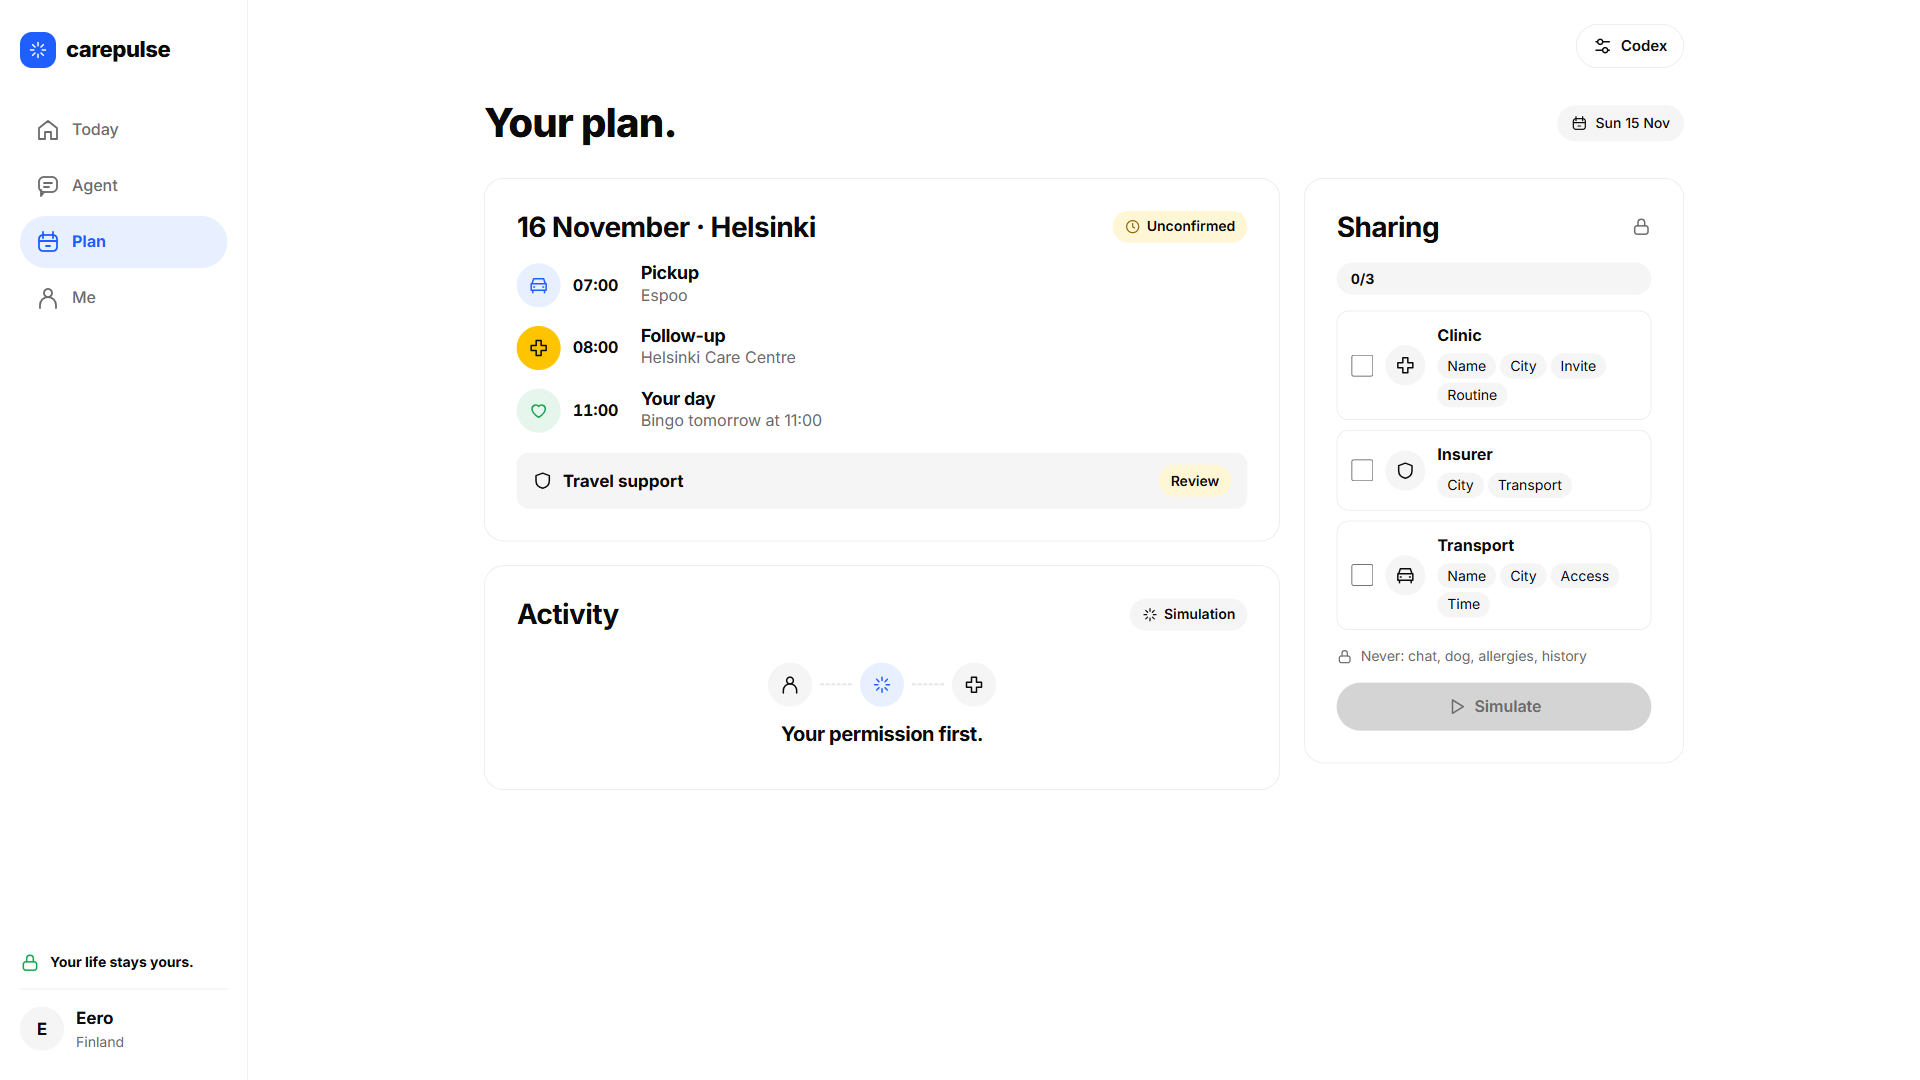 carepulse
Today
Agent
Plan
Me
Your life stays yours.
E
Eero
Finland
Codex
Your plan.
Sun 15 Nov
16 November · Helsinki
Unconfirmed
07:00
Pickup
Espoo
08:00
Follow-up
Helsinki Care Centre
11:00
Your day
Bingo tomorrow at 11:00
Travel support
Review
Activity
Simulation
Your permission first.
Sharing
0/3
Clinic
Name City Invite
Routine
Insurer
City Transport
Transport
Name City Access
Time
Never: chat, dog, allergies, history
Simulate